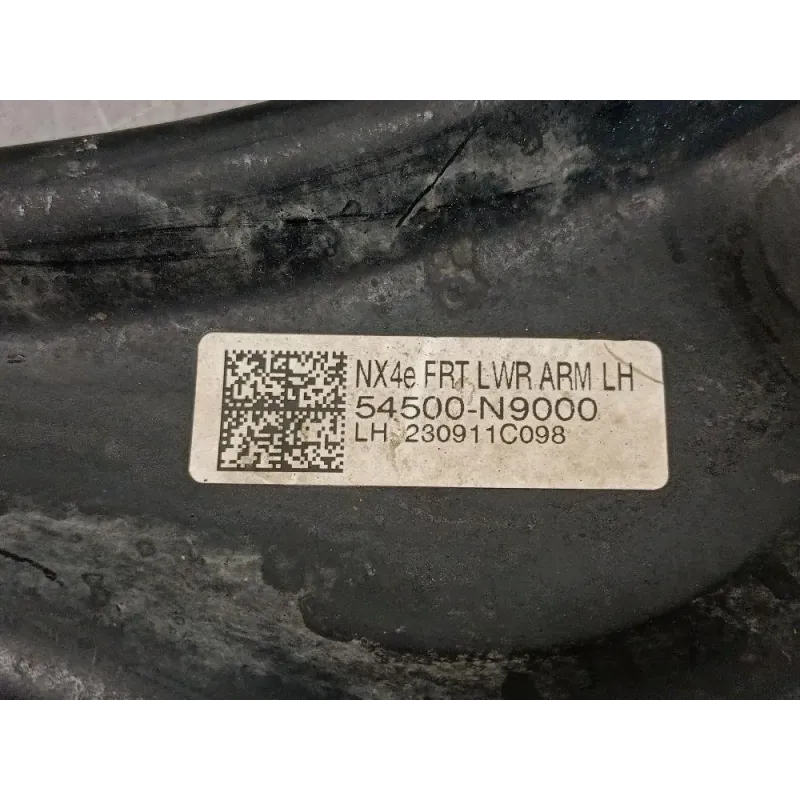 NX4e FRT LWR ARM LH
54500-N9000
LH 230911C098